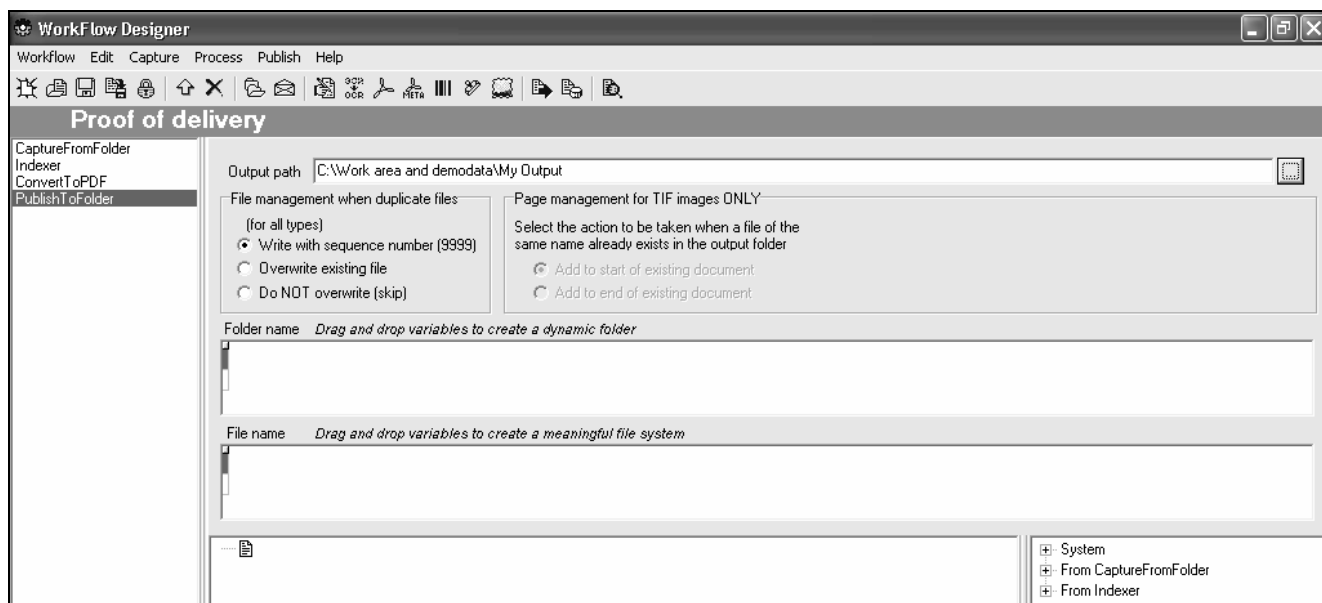 WorkFlow Designer
Workflow Edit Capture Process Publish Help
OCR OCR META
Proof of delivery
CaptureFromFolder
Indexer
ConvertToPDF
PublishToFolder
Output path C:\Work area and demodata\My Output
File management when duplicate files
(for all types)
Write with sequence number (9999)
Overwrite existing file
Do NOT overwrite (skip)
Page management for TIF images ONLY
Select the action to be taken when a file of the
same name already exists in the output folder
Add to start of existing document
Add to end of existing document
Folder name Drag and drop variables to create a dynamic folder
File name Drag and drop variables to create a meaningful file system
System
From CaptureFromFolder
From Indexer